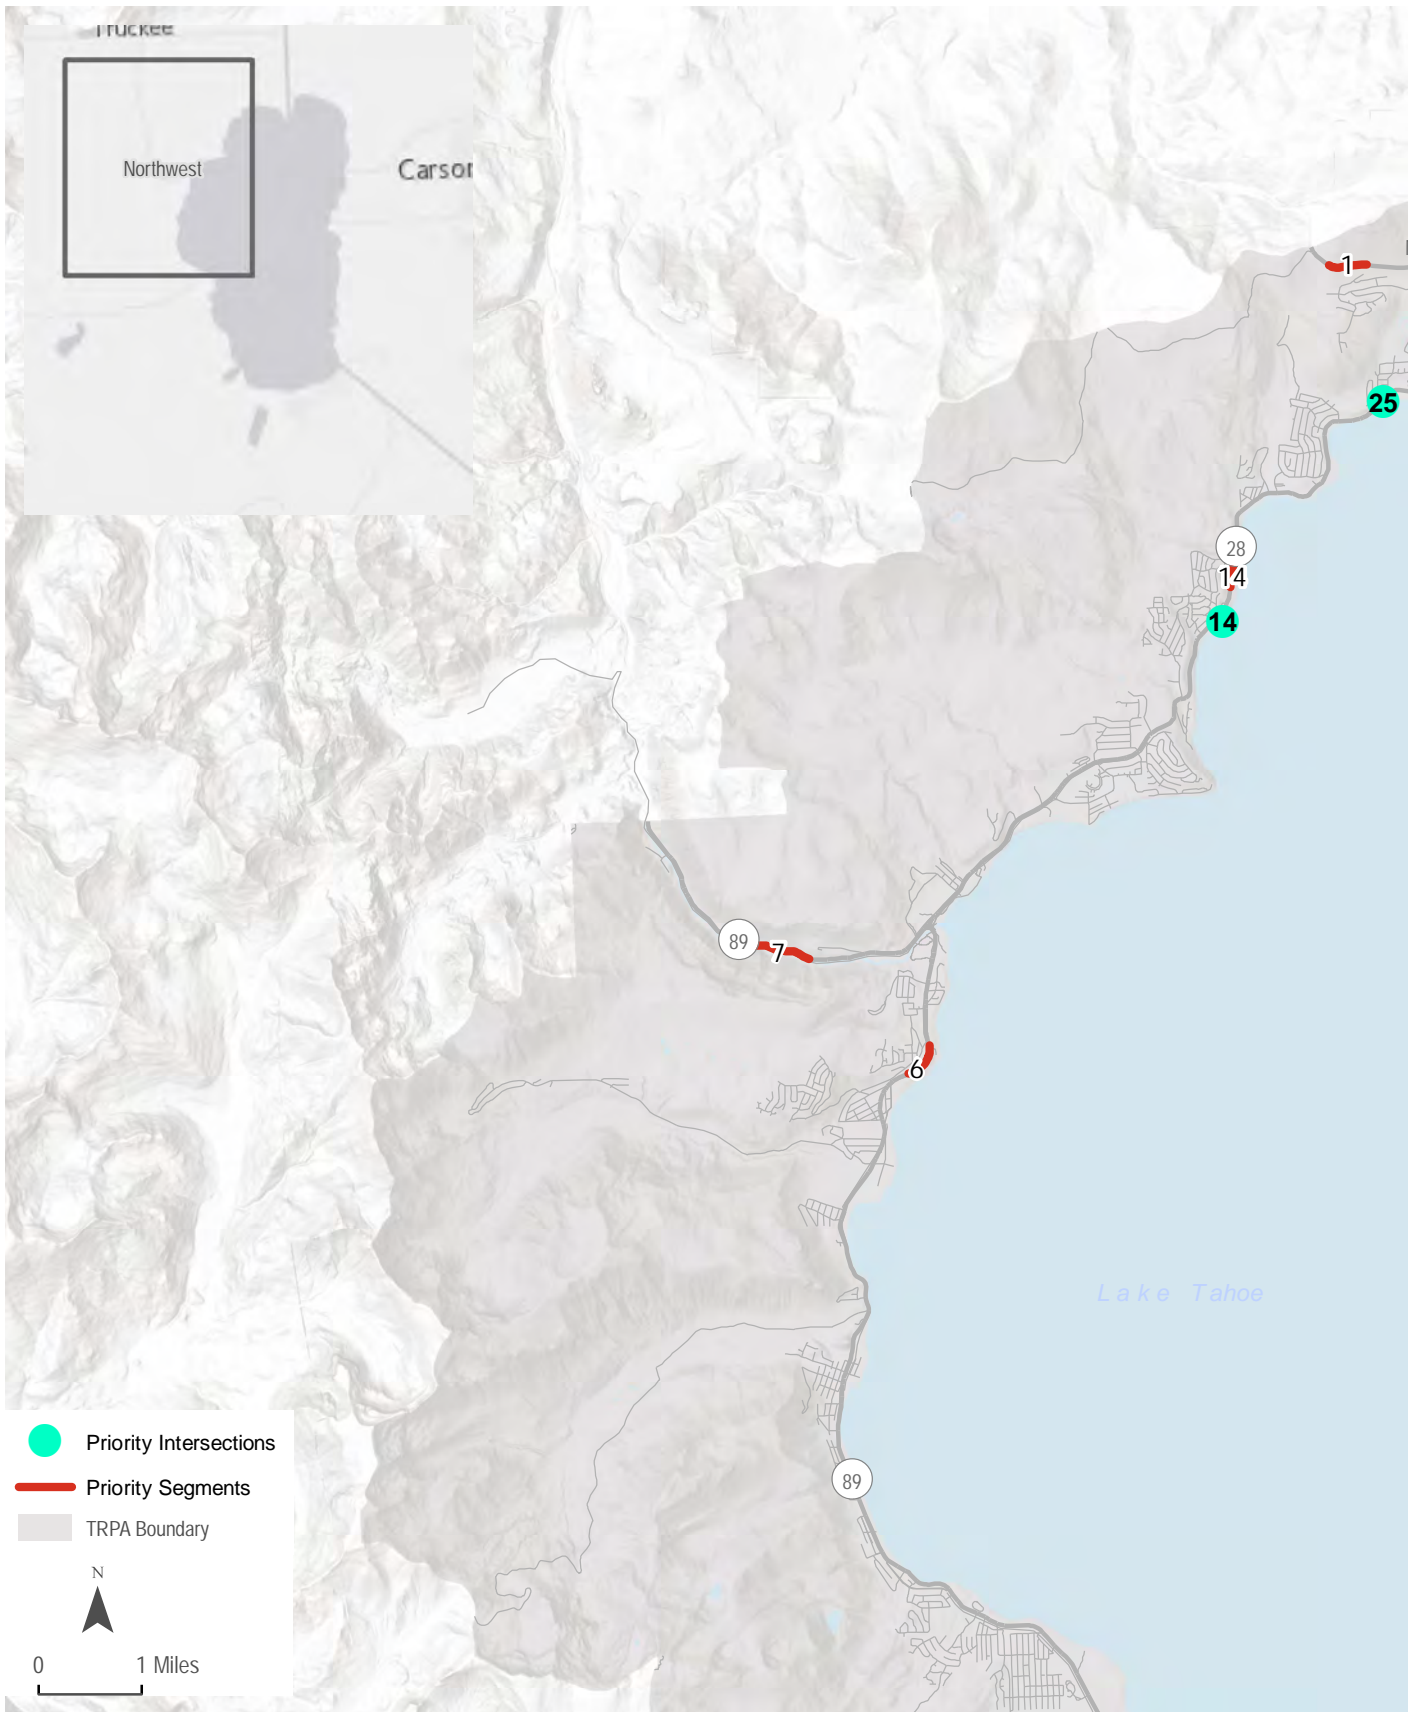 Truckee
Northwest
Carson
1
25
28
14
14
89
7
6
Lake Tahoe
89
Priority Intersections
Priority Segments
TRPA Boundary
N
0
1 Miles